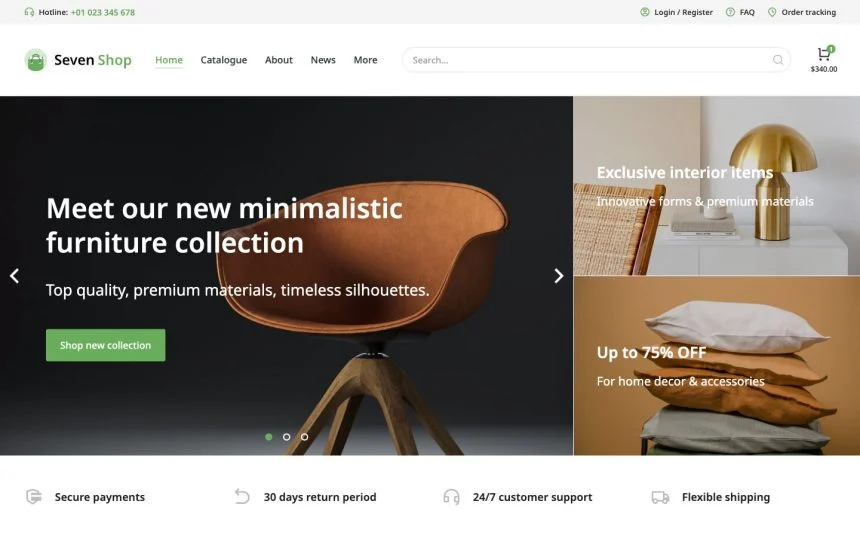 Hotline: +01 023 345 678
Login / Register
FAQ
Order tracking
Seven Shop
Home
Catalogue
About
News
More
Search...
1
$340.00
Meet our new minimalistic
furniture collection
Top quality, premium materials, timeless silhouettes.
Shop new collection
Exclusive interior items
Innovative forms & premium materials
Up to 75% OFF
For home decor & accessories
Secure payments
30 days return period
24/7 customer support
Flexible shipping